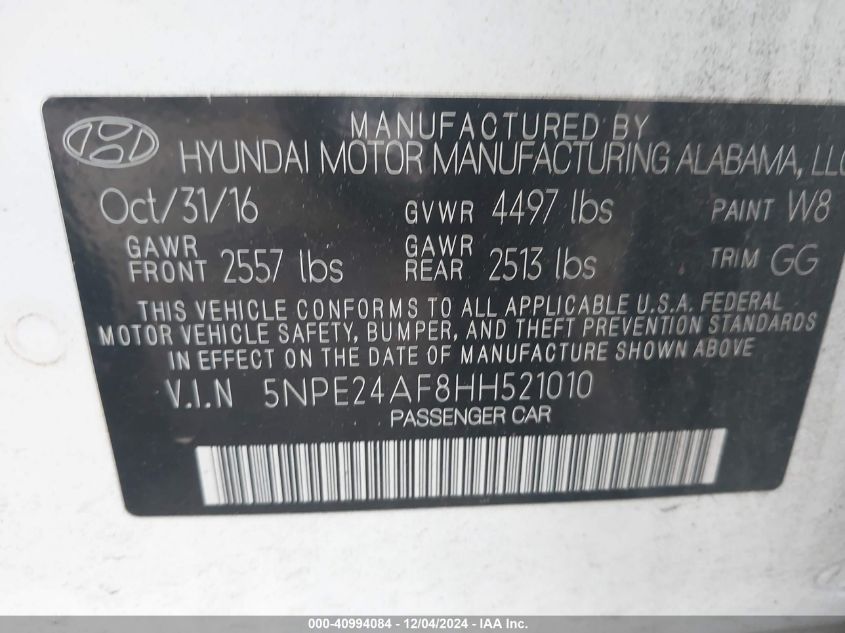 MANUFACTURED BY
HYUNDAI MOTOR MANUFACTURING ALABAMA, LLC
Oct/31/16 GVWR 4497 lbs PAINT W8
GAWR FRONT 2557 lbs GAWR REAR 2513 lbs TRIM GG
THIS VEHICLE CONFORMS TO ALL APPLICABLE U.S.A. FEDERAL
MOTOR VEHICLE SAFETY, BUMPER, AND THEFT PREVENTION STANDARDS
IN EFFECT ON THE DATE OF MANUFACTURE SHOWN ABOVE
V.I.N 5NPE24AF8HH521010
PASSENGER CAR
000-40994084 - 12/04/2024 - IAA Inc.